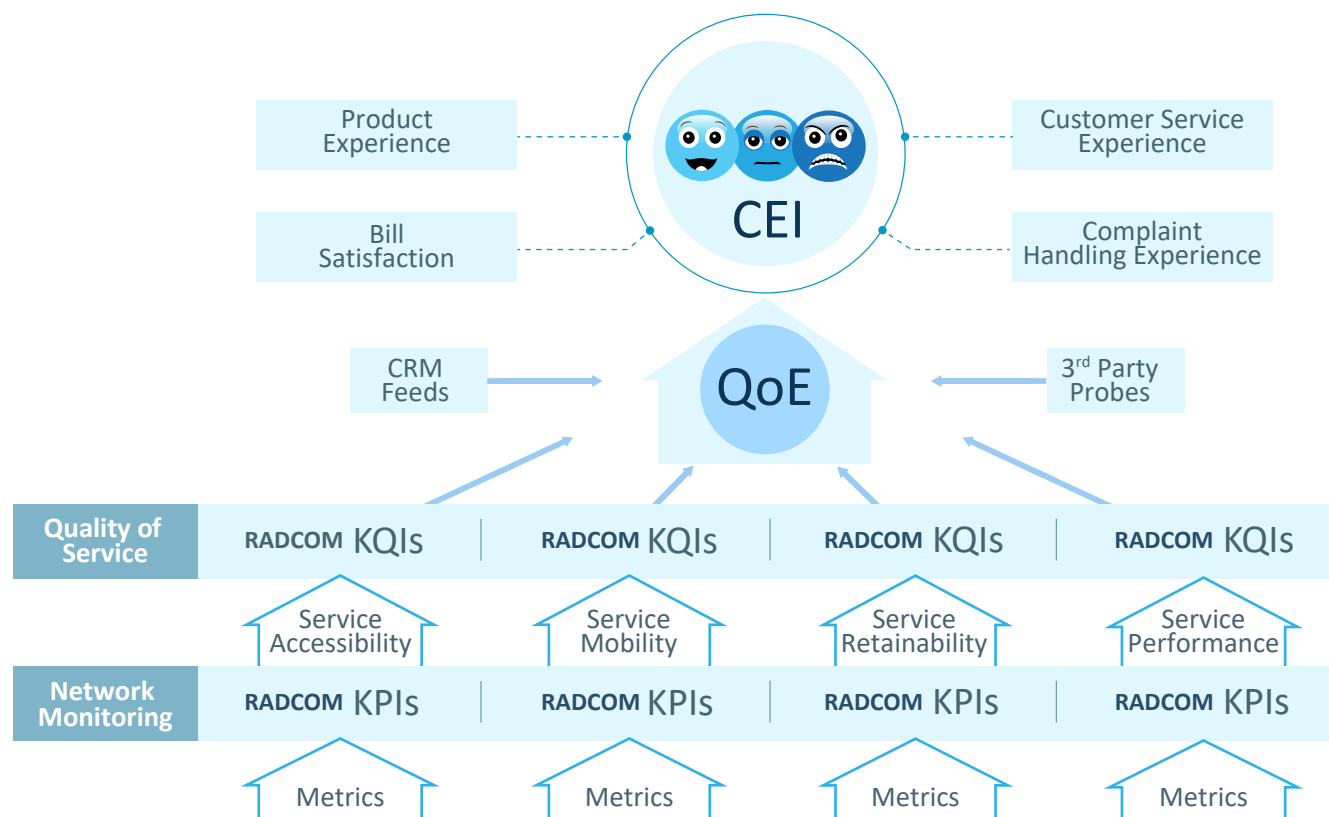 Product
Experience
Customer Service
Experience
CEI
Bill
Satisfaction
Complaint
Handling Experience
CRM
Feeds
QoE
3rd Party
Probes
Quality of
Service
RADCOM KQIs
RADCOM KQIs
RADCOM KQIs
RADCOM KQIs
Service
Accessibility
Service
Mobility
Service
Retainability
Service
Performance
Network
Monitoring
RADCOM KPIs
RADCOM KPIs
RADCOM KPIs
RADCOM KPIs
Metrics
Metrics
Metrics
Metrics